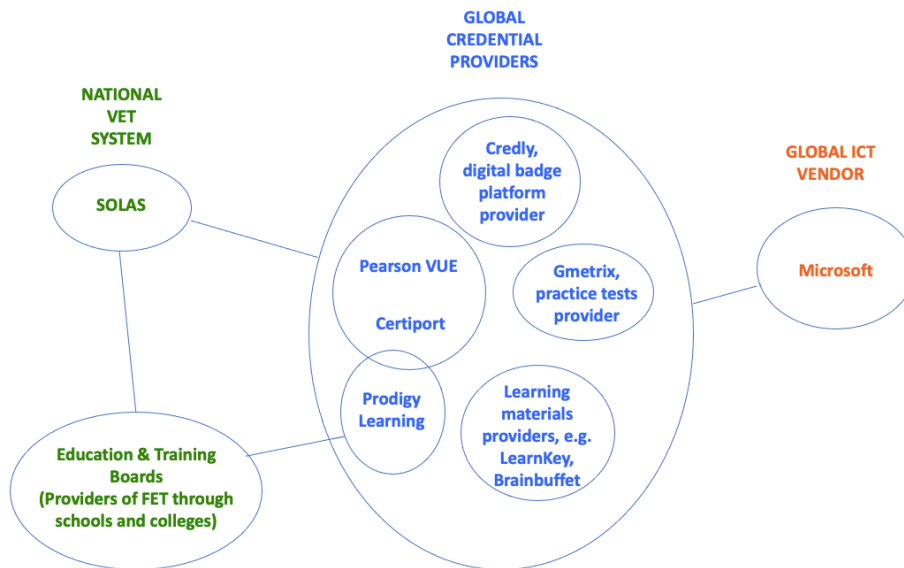 GLOBAL
CREDENTIAL
PROVIDERS
NATIONAL
VET
SYSTEM
SOLAS
Credly,
digital badge
platform
provider
GLOBAL ICT
VENDOR
Pearson VUE
Certiport
Gmetrix,
practice tests
provider
Microsoft
Prodigy
Learning
Learning
materials
providers, e.g.
LearnKey,
Brainbuffet
Education & Training
Boards
(Providers of FET through
schools and colleges)